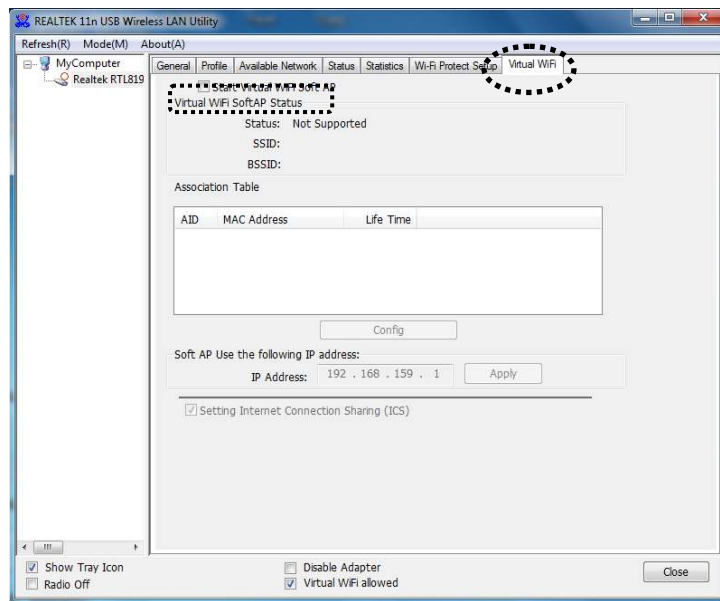 REALTEK 11n USB Wireless LAN Utility
Refresh(R) Mode(M) About(A)
MyComputer
Realtek RTL819
General Profile Available Network Status Statistics Wi-Fi Protect Setup Virtual WiFi
Start Virtual WiFi Soft AP
Virtual WiFi SoftAP Status
Status: Not Supported
SSID:
BSSID:
Association Table
AID MAC Address Life Time
Config
Soft AP Use the following IP address:
IP Address: 192 . 168 . 159 . 1 Apply
Setting Internet Connection Sharing (ICS)
Show Tray Icon
Radio Off
Disable Adapter
Virtual WiFi allowed
Close